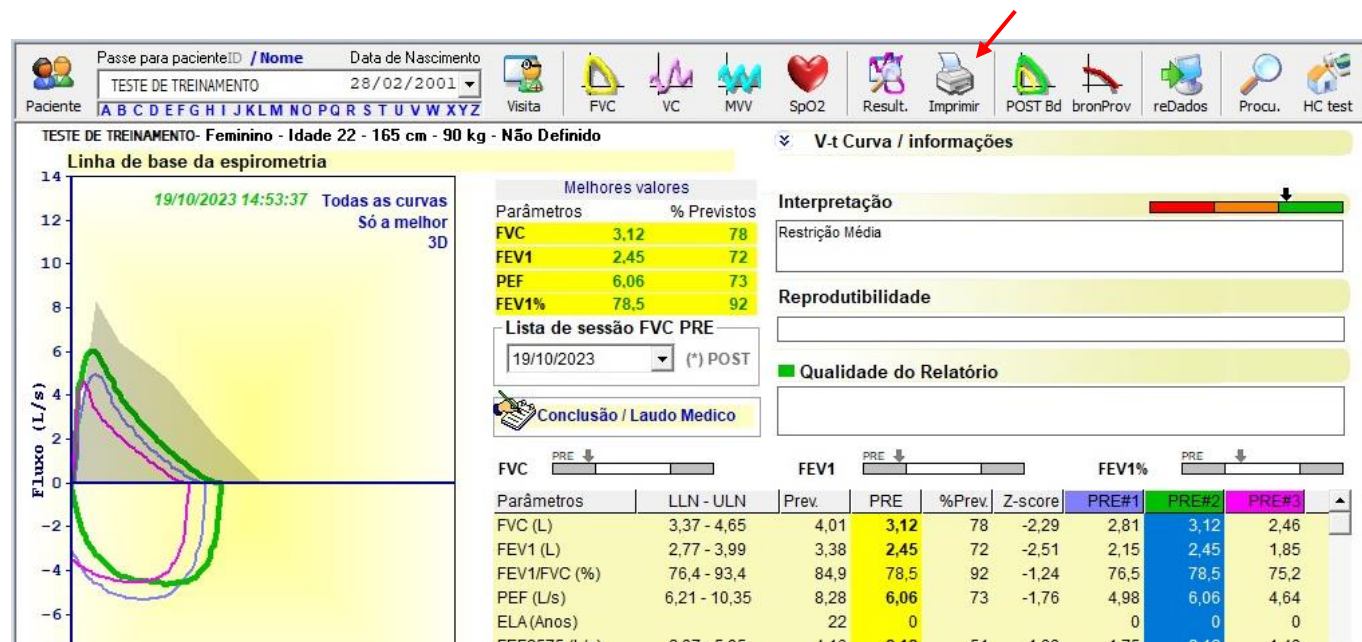 Passe para pacienteID / Nome Data de Nascimento
TESTE DE TREINAMENTO 28/02/2001
A B C D E F G H I J K L M N O P Q R S T U V W X Y Z
Paciente Visita FVC VC MVV SpO2 Result. Imprimir POST Bd bronProv reDados Procu. HC test
TESTE DE TREINAMENTO- Feminino - Idade 22 - 165 cm - 90 kg - Não Definido
V-t Curva / informações
Linha de base da espirometria
19/10/2023 14:53:37 Todas as curvas
Só a melhor
3D
14
12
10
8
6
4
2
0
-2
-4
-6
Fluxo (L/s)
Melhores valores
Parâmetros % Previstos
FVC 3,12 78
FEV1 2,45 72
PEF 6,06 73
FEV1% 78,5 92
Lista de sessão FVC PRE
19/10/2023 (*) POST
Conclusão / Laudo Medico
Interpretação
Restrição Média
Reprodutibilidade
Qualidade do Relatório
FVC PRE FEV1 PRE FEV1% PRE
Parâmetros LLN - ULN Prev. PRE %Prev. Z-score PRE#1 PRE#2 PRE#3
FVC (L) 3,37 - 4,65 4,01 3,12 78 -2,29 2,81 3,12 2,46
FEV1 (L) 2,77 - 3,99 3,38 2,45 72 -2,51 2,15 2,45 1,85
FEV1/FVC (%) 76,4 - 93,4 84,9 78,5 92 -1,24 76,5 78,5 75,2
PEF (L/s) 6,21 - 10,35 8,28 6,06 73 -1,76 4,98 6,06 4,64
ELA (Anos) 22 0 0 0 0